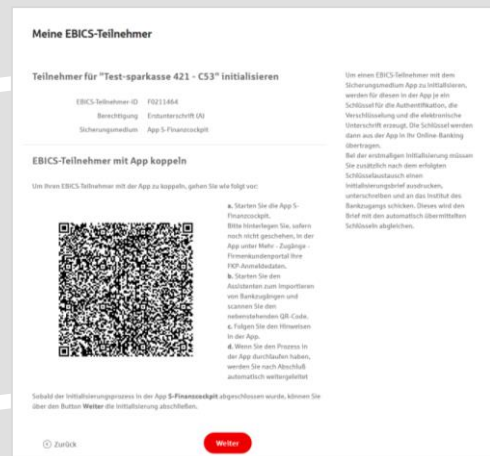 Meine EBICS-Teilnehmer
Teilnehmer für "Test-sparkasse 421 - C53" initialisieren
EBICS-Teilnehmer-ID F0211464
Berechtigung Erstunterschrift (A)
Sicherungsmedium App S-Finanzcockpit
EBICS-Teilnehmer mit App koppeln
Um Ihren EBICS-Teilnehmer mit der App zu koppeln, gehen Sie wie folgt vor:
a. Starten Sie die App S-
Finanzcockpit.
Bitte hinterlegen Sie, sofern
noch nicht geschehen, in der
App unter Mehr - Zugänge -
Firmenkundenportal Ihre
FKP-Anmeldedaten.
b. Starten Sie den
Assistenten zum Importieren
von Bankzugängen und
scannen Sie den
nebenstehenden QR-Code.
c. Folgen Sie den Hinweisen
in der App.
d. Wenn Sie den Prozess in
der App durchlaufen haben,
werden Sie nach Abschluß
automatisch weitergeleitet
Sobald der Initialisierungsprozess in der App S-Finanzcockpit abgeschlossen wurde, können Sie
über den Button Weiter die Initialisierung abschließen.
Zurück
Weiter
Um einen EBICS-Teilnehmer mit dem
Sicherungsmedium App zu initialisieren,
werden für diesen in der App je ein
Schlüssel für die Authentifikation, die
Verschlüsselung und die elektronische
Unterschrift erzeugt. Die Schlüssel werden
dann aus der App in Ihr Online-Banking
übertragen.
Bei der erstmaligen Initialisierung müssen
Sie zusätzlich nach dem erfolgten
Schlüsselaustausch einen
Initialisierungsbrief ausdrucken,
unterschreiben und an das Institut des
Bankzugangs schicken. Dieses wird den
Brief mit den automatisch übermittelten
Schlüsseln abgleichen.